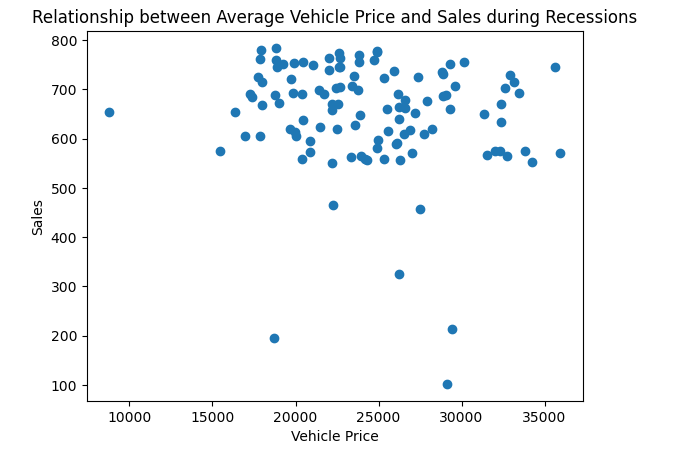 Relationship between Average Vehicle Price and Sales during Recessions
800
700
600
500
400
300
200
100
Sales
10000 15000 20000 25000 30000 35000
Vehicle Price